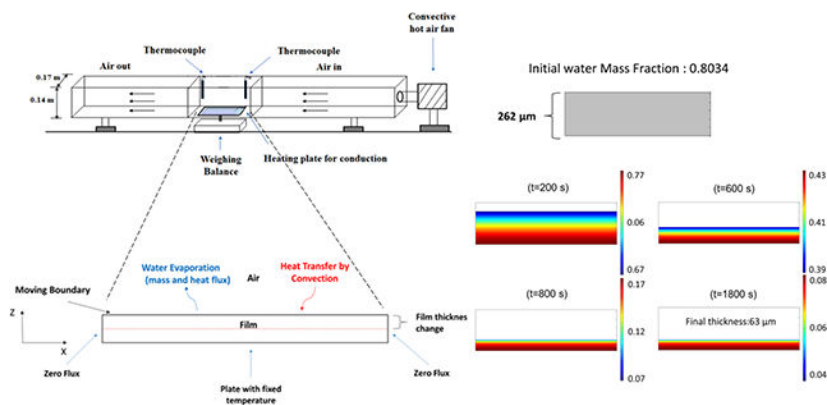 Convective
hot air fan
Thermocouple
Thermocouple
Air out
Air in
0.17 m
0.14 m
Weighing
Balance
Heating plate for conduction
Water Evaporation
(mass and heat flux)
Air
Heat Transfer by
Convection
Moving Boundary
Z
Film
Film thicknes
change
X
Zero Flux
Zero Flux
Plate with fixed
temperature
Initial water Mass Fraction : 0.8034
262 µm
(t=200 s)
0.77
0.06
0.67
(t=600 s)
0.43
0.41
0.39
(t=800 s)
0.17
0.12
0.07
(t=1800 s)
0.08
Final thickness:63 µm
0.06
0.04